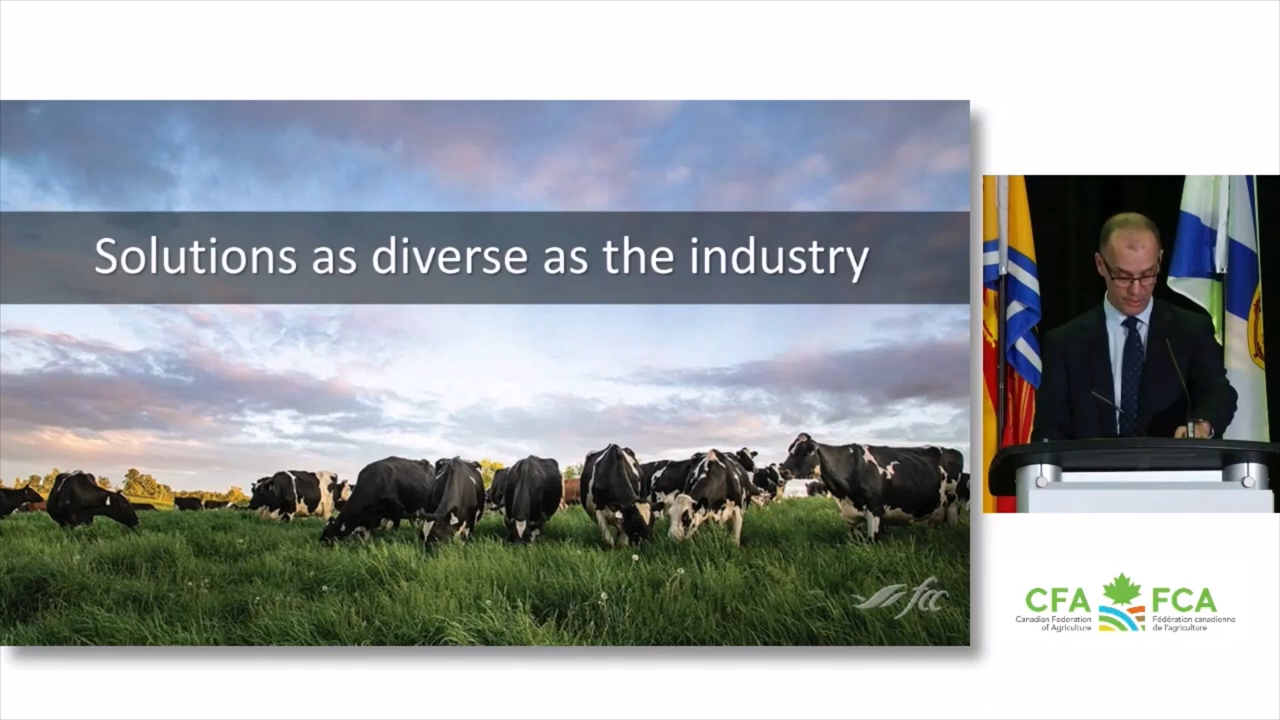 Solutions as diverse as the industry
fcc
CFA FCA
Canadian Federation
of Agriculture
Fédération canadienne
de l'agriculture